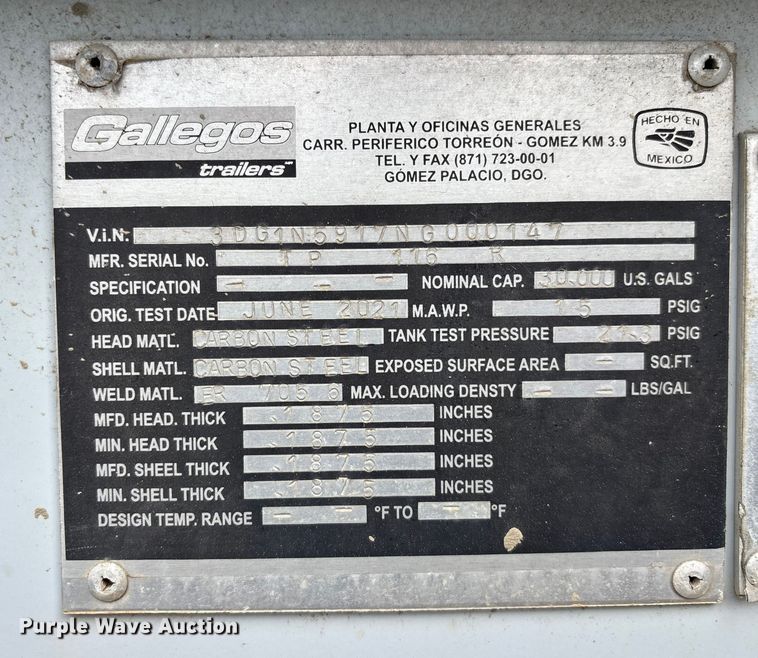 Gallegos
trailers
PLANTA Y OFICINAS GENERALES
CARR. PERIFERICO TORREÓN - GOMEZ KM 3.9
TEL. Y FAX (871) 723-00-01
GÓMEZ PALACIO, DGO.
HECHO EN
MEXICO
V.I.N. 3DG1N5917NG000147
MFR. SERIAL No. TP 116 R
SPECIFICATION - - - NOMINAL CAP. 30.000 U.S. GALS
ORIG. TEST DATE JUNE 2021 M.A.W.P. 15 PSIG
HEAD MATL. CARBON STEEL TANK TEST PRESSURE 21.3 PSIG
SHELL MATL. CARBON STEEL EXPOSED SURFACE AREA - SQ.FT.
WELD MATL. ER 70S 6 MAX. LOADING DENSTY - - LBS/GAL
MFD. HEAD. THICK .1875 INCHES
MIN. HEAD THICK .1875 INCHES
MFD. SHEEL THICK .1875 INCHES
MIN. SHELL THICK .1875 INCHES
DESIGN TEMP. RANGE - - °F TO - °F
Purple Wave Auction